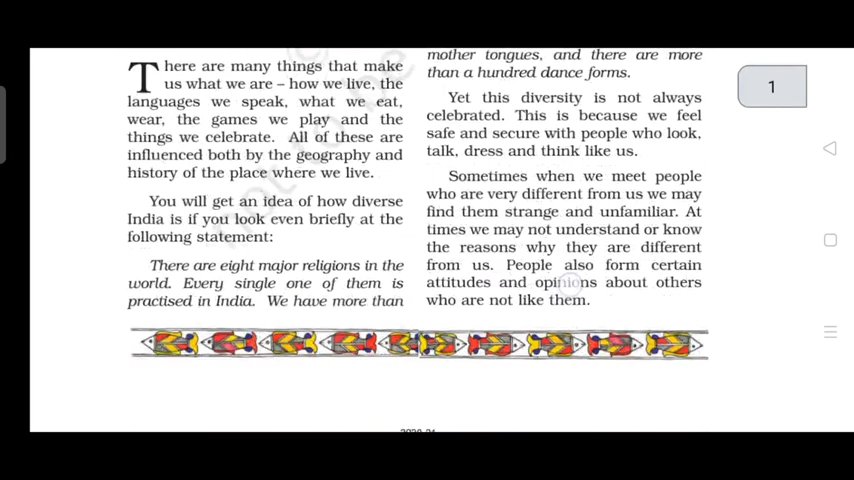 There are many things that make
us what we are – how we live, the
languages we speak, what we eat,
wear, the games we play and the
things we celebrate. All of these are
influenced both by the geography and
history of the place where we live.
You will get an idea of how diverse
India is if you look even briefly at the
following statement:
There are eight major religions in the
world. Every single one of them is
practised in India. We have more than
mother tongues, and there are more
than a hundred dance forms.
Yet this diversity is not always
celebrated. This is because we feel
safe and secure with people who look,
talk, dress and think like us.
Sometimes when we meet people
who are very different from us we may
find them strange and unfamiliar. At
times we may not understand or know
the reasons why they are different
from us. People also form certain
attitudes and opinions about others
who are not like them.
1
not to be